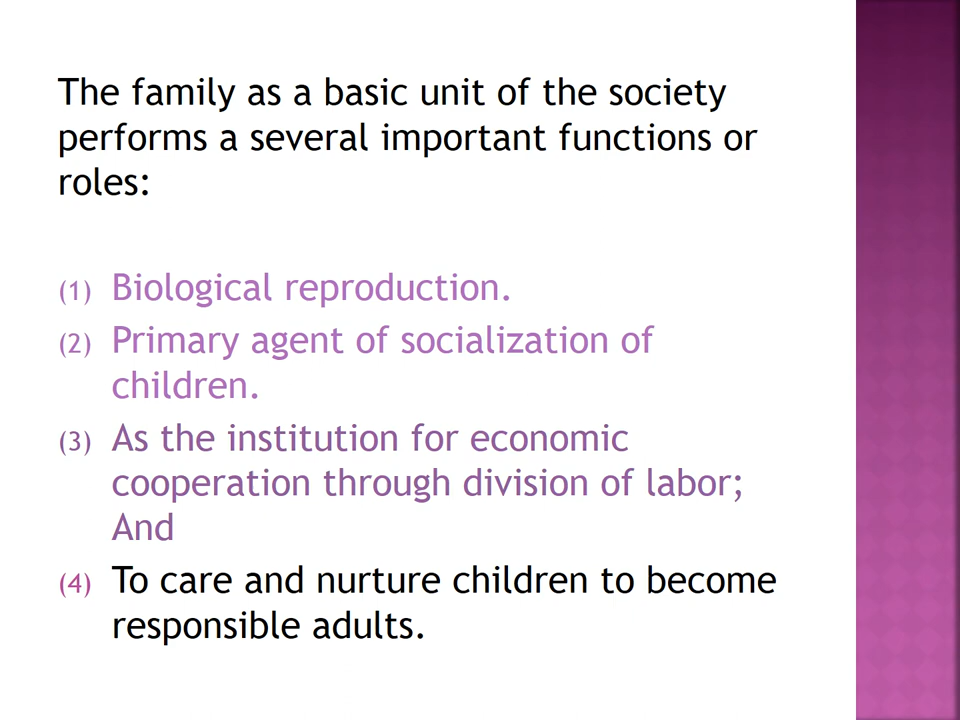 The family as a basic unit of the society
performs a several important functions or
roles:
(1) Biological reproduction.
(2) Primary agent of socialization of
children.
(3) As the institution for economic
cooperation through division of labor;
And
(4) To care and nurture children to become
responsible adults.